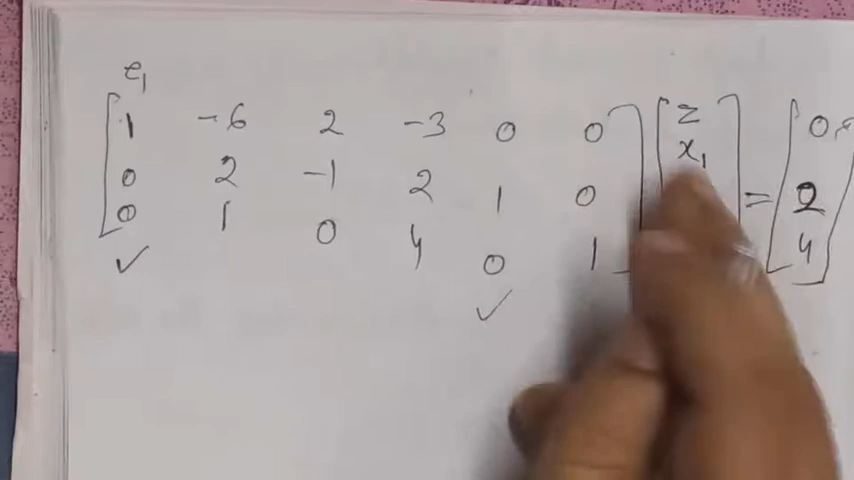 e1
1 -6 2 -3 0 0 z 0
0 2 -1 2 1 0 x1 = 2
0 1 0 4 0 1 4
✓ ✓